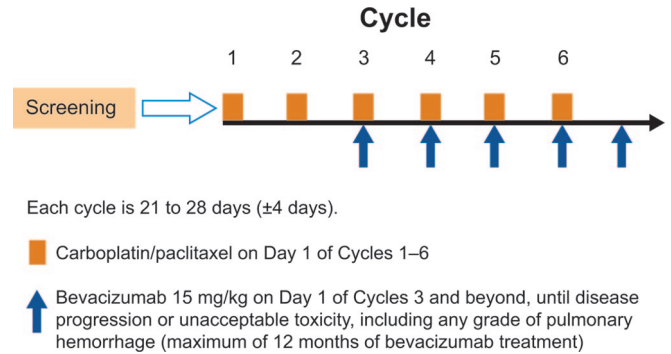 Cycle
1 2 3 4 5 6
Screening
Each cycle is 21 to 28 days (±4 days).
Carboplatin/paclitaxel on Day 1 of Cycles 1–6
Bevacizumab 15 mg/kg on Day 1 of Cycles 3 and beyond, until disease
progression or unacceptable toxicity, including any grade of pulmonary
hemorrhage (maximum of 12 months of bevacizumab treatment)